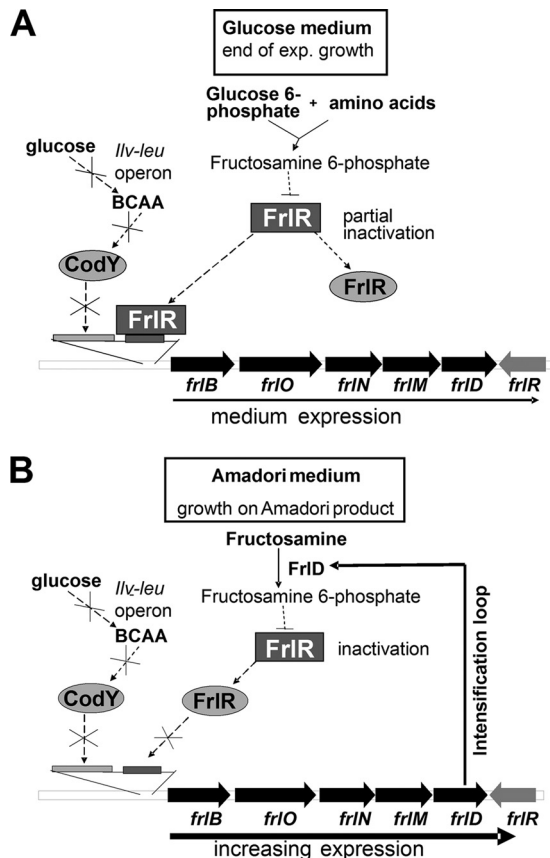 A
Glucose medium
end of exp. growth
Glucose 6-
phosphate + amino acids
glucose
Ilv-leu
operon
Fructosamine 6-phosphate
BCAA
FrlR
partial
inactivation
CodY
FrlR
FrlR
frlB frlO frlN frlM frlD frlR
medium expression
B
Amadori medium
growth on Amadori product
Fructosamine
FrlD
glucose
Ilv-leu
operon
Fructosamine 6-phosphate
BCAA
FrlR
inactivation
Intensification loop
CodY
FrlR
frlB frlO frlN frlM frlD frlR
increasing expression